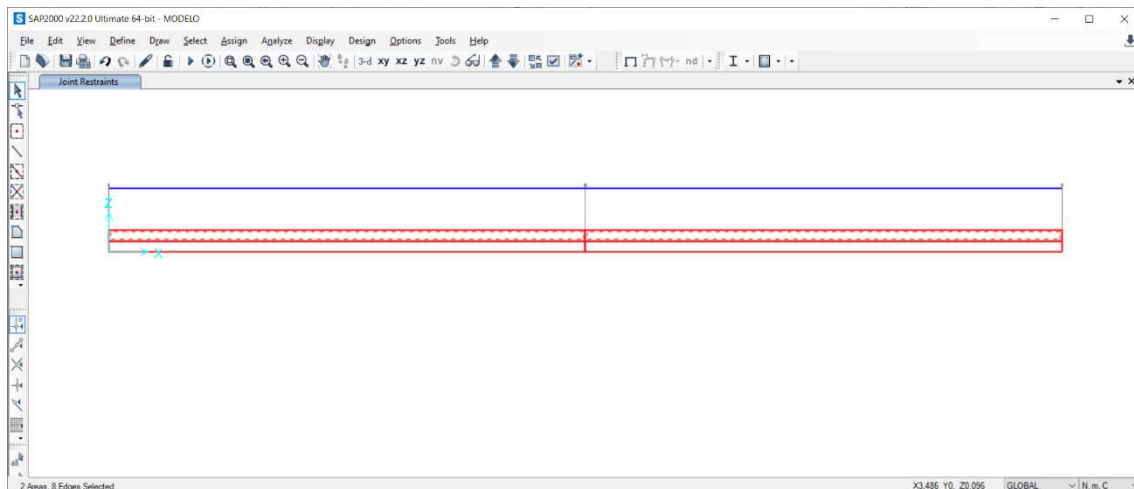 SAP2000 v22.2.0 Ultimate 64-bit - MODELO
File Edit View Define Draw Select Assign Analyze Display Design Options Tools Help
3-d xy xz yz nv nd
Joint Restraints
Z
X
2 Areas, 8 Edges Selected
X3.486 Y0. Z0.096 GLOBAL N, m, C